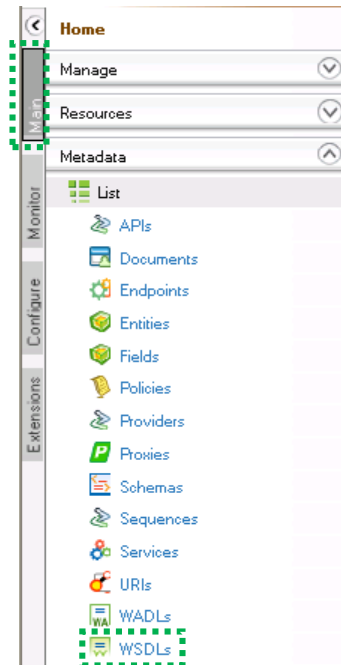 Home
Main
Manage
Resources
Metadata
Monitor
List
APIs
Documents
Configure
Endpoints
Entities
Fields
Extensions
Policies
Providers
Proxies
Schemas
Sequences
Services
URIs
WADLs
WSDLs